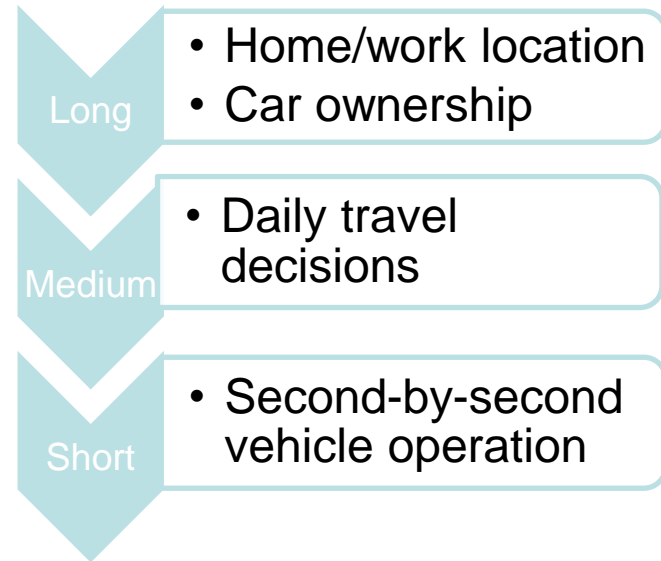 Long
• Home/work location
• Car ownership
Medium
• Daily travel
decisions
Short
• Second-by-second
vehicle operation